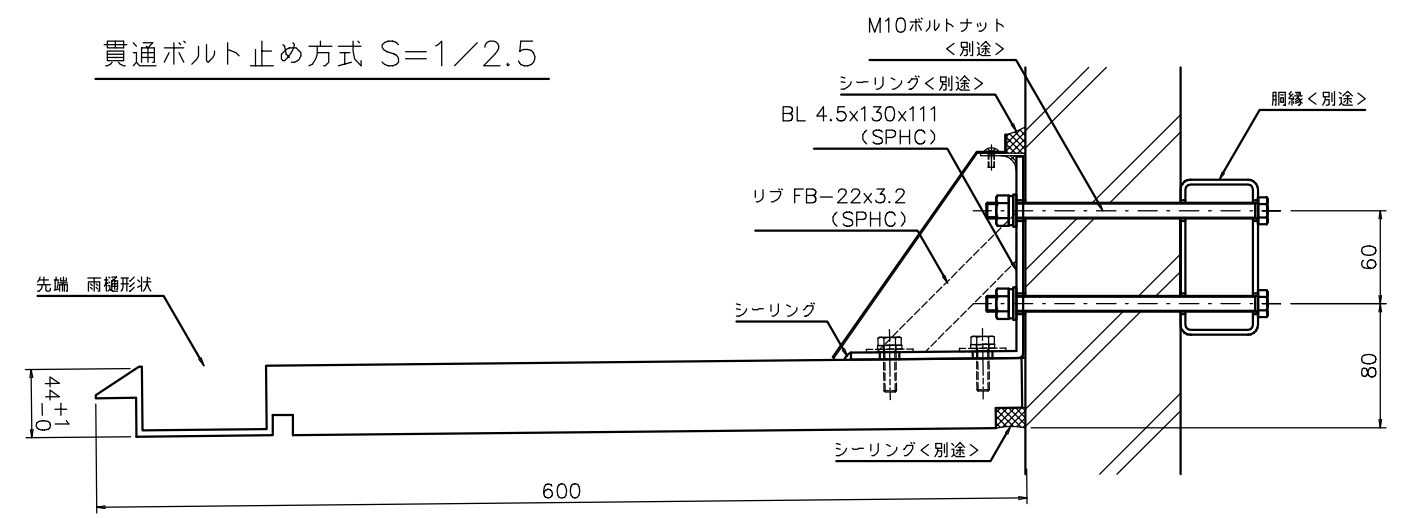 貫通ボルト止め方式 S=1/2.5
M10ボルトナット
<別途>
シーリング<別途>
BL 4.5x130x111
(SPHC)
胴縁<別途>
リブ FB-22x3.2
(SPHC)
先端 雨樋形状
シーリング
60
80
44+1-0
シーリング<別途>
600